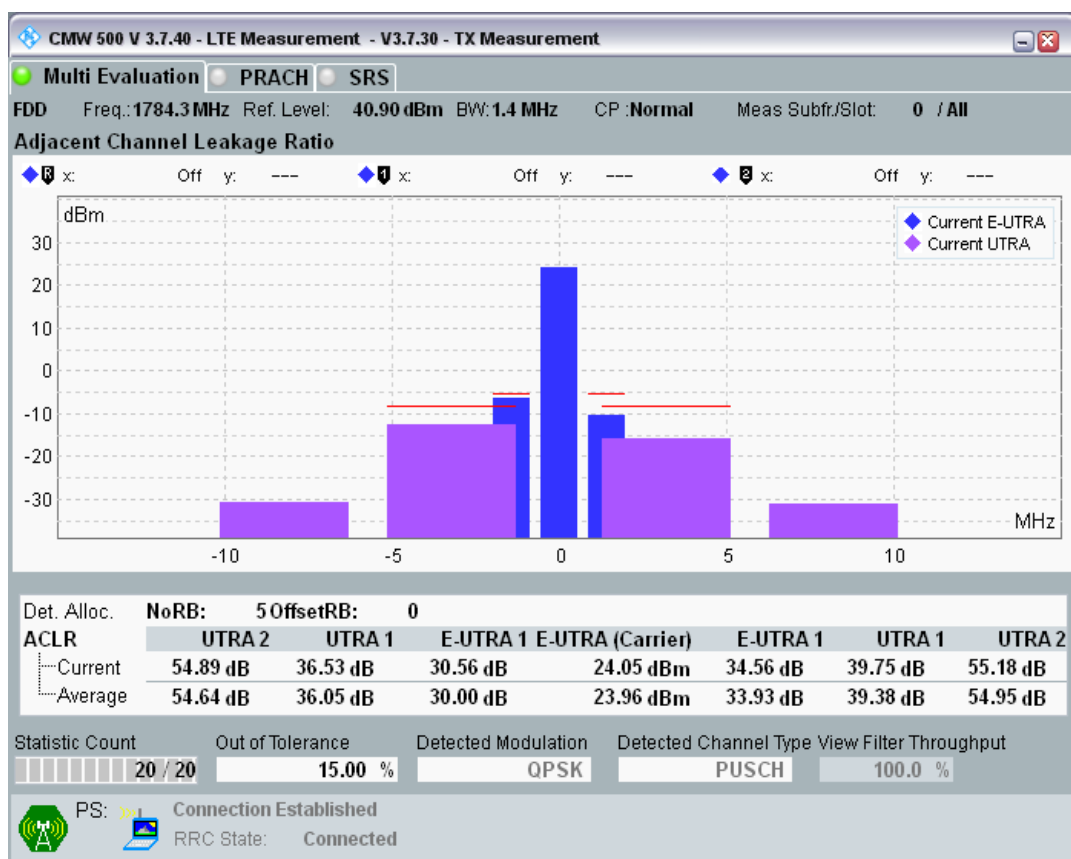 CMW 500 V 3.7.40 - LTE Measurement - V3.7.30 - TX Measurement
Multi Evaluation PRACH SRS
FDD Freq.: 1784.3 MHz Ref. Level: 40.90 dBm BW: 1.4 MHz CP : Normal Meas Subfr./Slot: 0 / All
Adjacent Channel Leakage Ratio
R x: Off y: --- 1 x: Off y: --- 2 x: Off y: ---
dBm
Current E-UTRA
Current UTRA
30
20
10
0
-10
-20
-30
MHz
-10 -5 0 5 10
Det. Alloc. NoRB: 5 OffsetRB: 0
ACLR UTRA 2 UTRA 1 E-UTRA 1 E-UTRA (Carrier) E-UTRA 1 UTRA 1 UTRA 2
Current 54.89 dB 36.53 dB 30.56 dB 24.05 dBm 34.56 dB 39.75 dB 55.18 dB
Average 54.64 dB 36.05 dB 30.00 dB 23.96 dBm 33.93 dB 39.38 dB 54.95 dB
Statistic Count Out of Tolerance Detected Modulation Detected Channel Type View Filter Throughput
20 / 20 15.00 % QPSK PUSCH 100.0 %
PS: Connection Established
RRC State: Connected